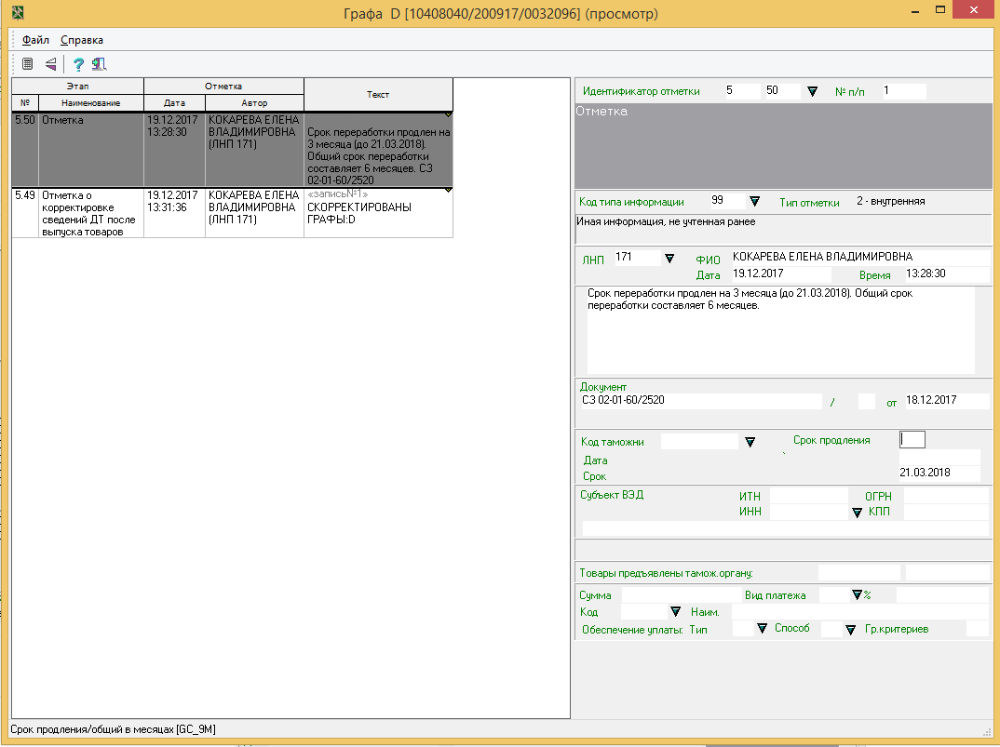 Графа D [10408040/200917/0032096] (просмотр)
Файл Справка
Этап Отметка Текст
№ Наименование Дата Автор
5.50 Отметка 19.12.2017 КОКАРЕВА ЕЛЕНА
13:28:30 ВЛАДИМИРОВНА Срок переработки продлен на
(ЛНП 171) 3 месяца (до 21.03.2018).
Общий срок переработки
составляет 6 месяцев. СЗ
02-01-60/2520
5.49 Отметка о 19.12.2017 КОКАРЕВА ЕЛЕНА «запись№1»
корректировке 13:31:36 ВЛАДИМИРОВНА СКОРРЕКТИРОВАНЫ
сведений ДТ после (ЛНП 171) ГРАФЫ:D
выпуска товаров
Идентификатор отметки 5 50 № п/п 1
Отметка
Код типа информации 99 Тип отметки 2 - внутренняя
Иная информация, не учтенная ранее
ЛНП 171 ФИО КОКАРЕВА ЕЛЕНА ВЛАДИМИРОВНА
Дата 19.12.2017 Время 13:28:30
Срок переработки продлен на 3 месяца (до 21.03.2018). Общий срок
переработки составляет 6 месяцев.
Документ
СЗ 02-01-60/2520 / от 18.12.2017
Код таможни Срок продления
Дата
Срок 21.03.2018
Субъект ВЭД ИТН ОГРН
ИНН КПП
Товары предъявлены тамож.органу:
Сумма Вид платежа %
Код Наим.
Обеспечение уплаты: Тип Способ Гр.критериев
Срок продления/общий в месяцах [GC_9M]